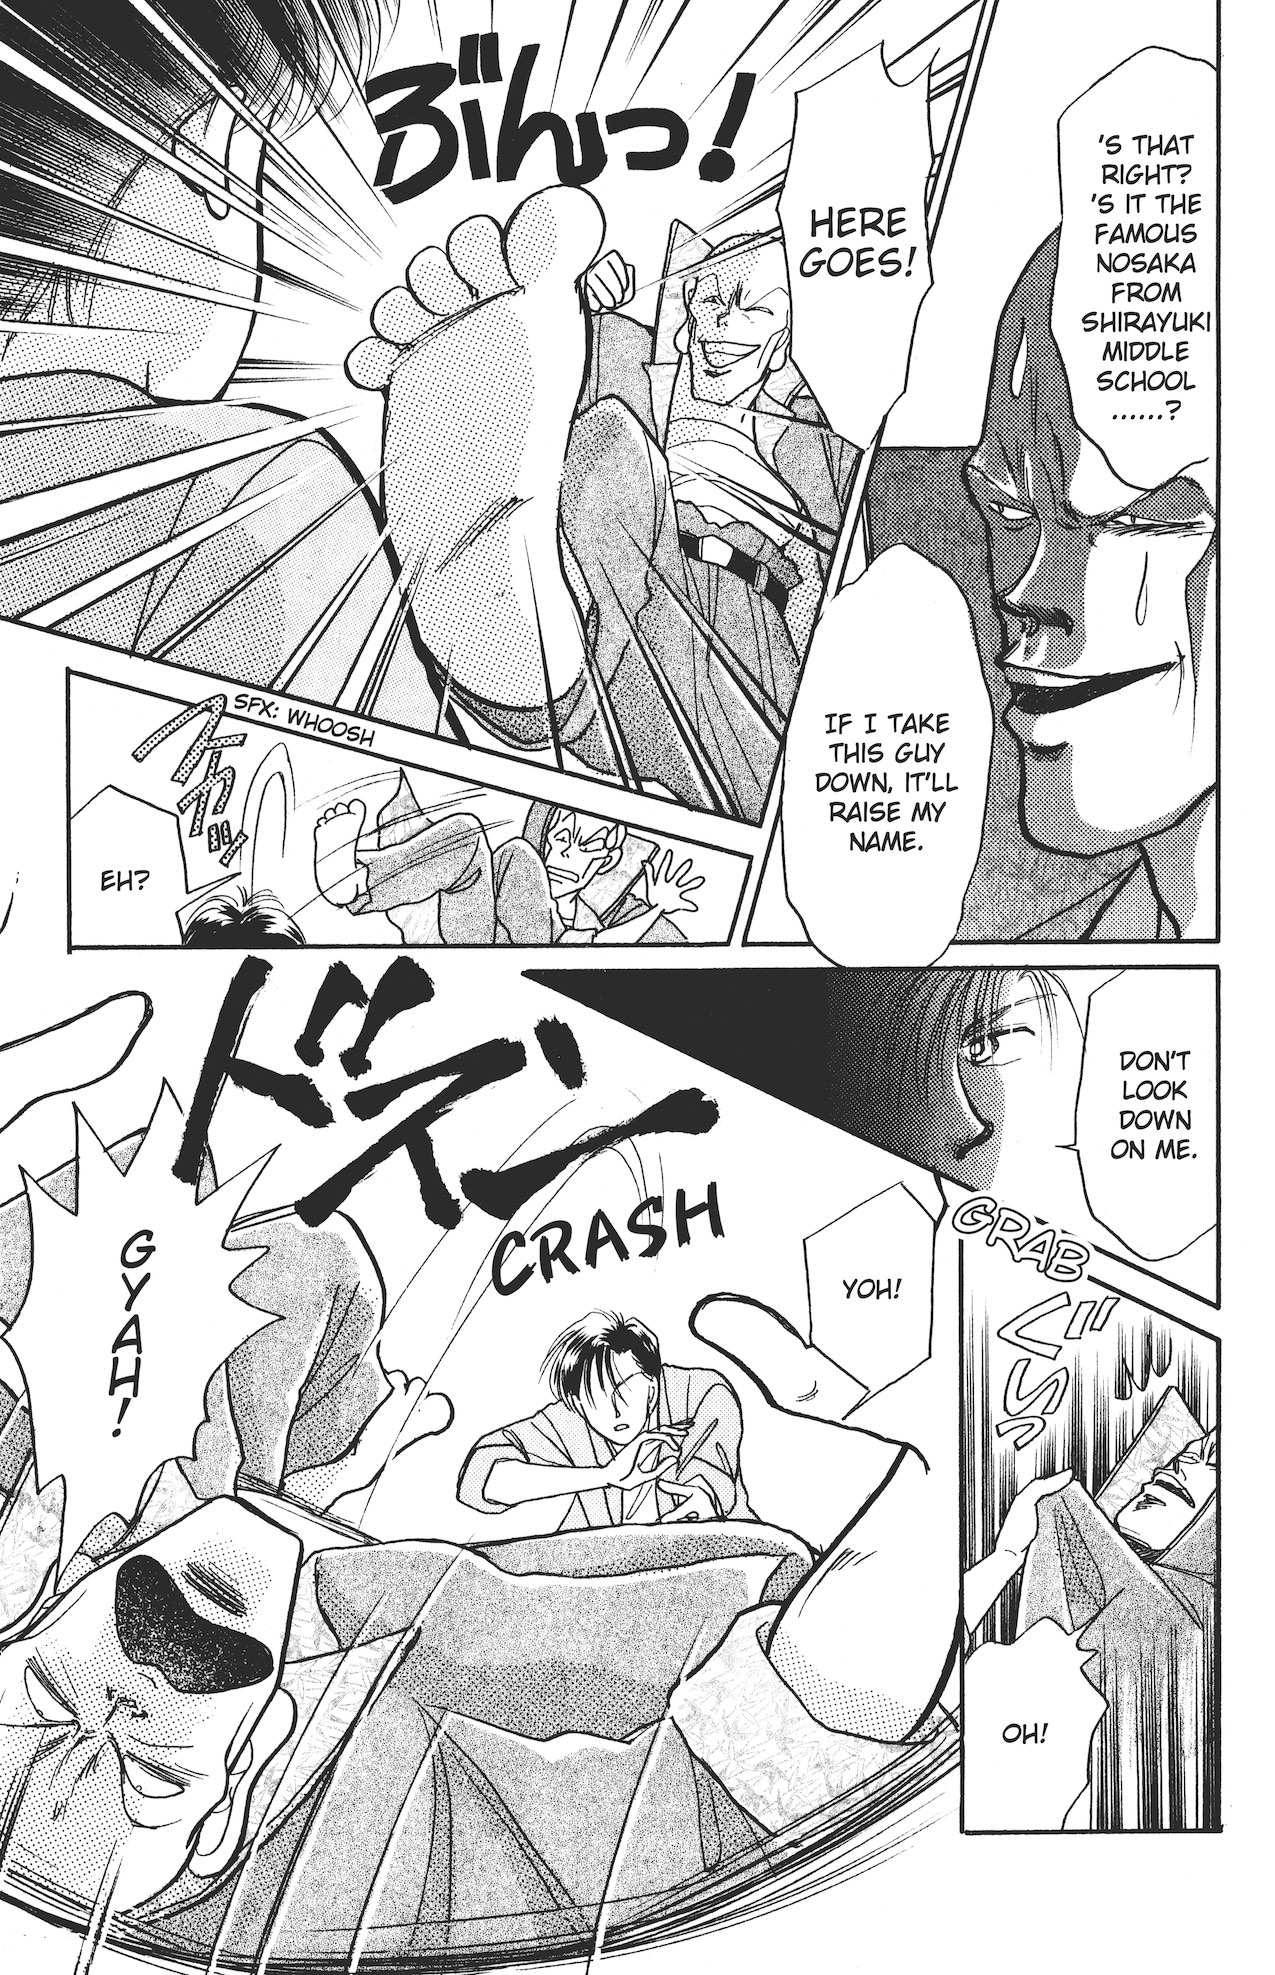 'S THAT
RIGHT?
'S IT THE
FAMOUS
NOSAKA
FROM
SHIRAYUKI
MIDDLE
SCHOOL
......?
IF I TAKE
THIS GUY
DOWN, IT'LL
RAISE MY
NAME.
HERE
GOES!
ぶんっ!
SFX: WHOOSH
EH?
DON'T
LOOK
DOWN
ON ME.
GRAB
ぐいっ
OH!
YOH!
ドデーン
CRASH
GYAH!